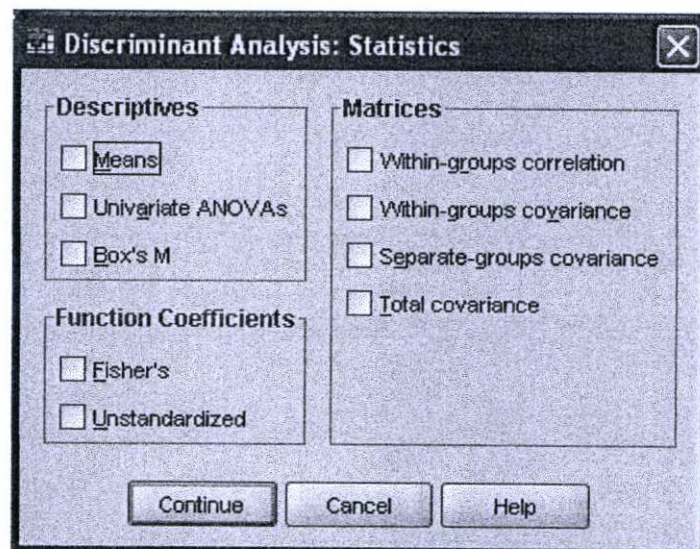 Discriminant Analysis: Statistics
Descriptives
Means
Univariate ANOVAs
Box's M
Function Coefficients
Fisher's
Unstandardized
Matrices
Within-groups correlation
Within-groups covariance
Separate-groups covariance
Total covariance
Continue Cancel Help